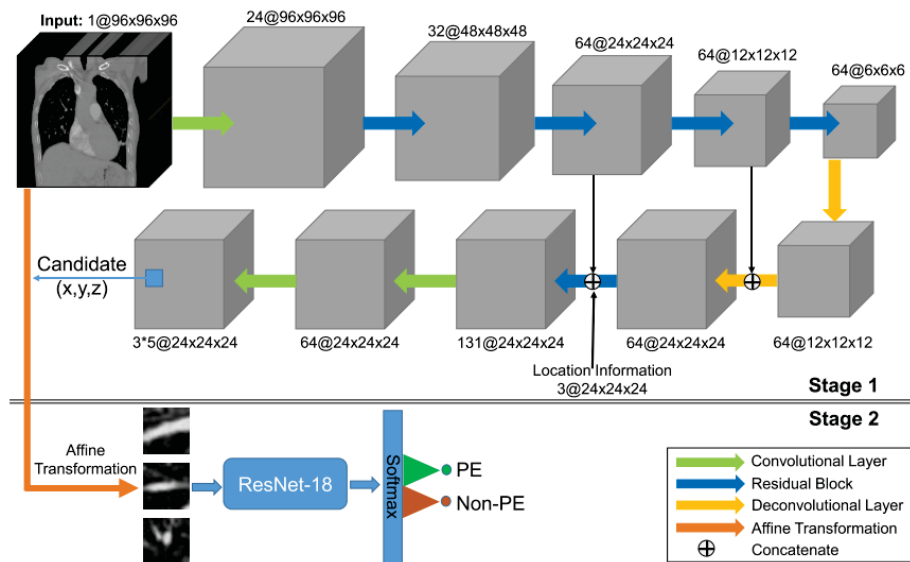 Input: 1@96x96x96
24@96x96x96
32@48x48x48
64@24x24x24
64@12x12x12
64@6x6x6
Candidate
(x,y,z)
3*5@24x24x24
64@24x24x24
131@24x24x24
64@24x24x24
64@12x12x12
Location Information
3@24x24x24
Stage 1
Stage 2
Affine
Transformation
ResNet-18
Softmax
PE
Non-PE
Convolutional Layer
Residual Block
Deconvolutional Layer
Affine Transformation
Concatenate